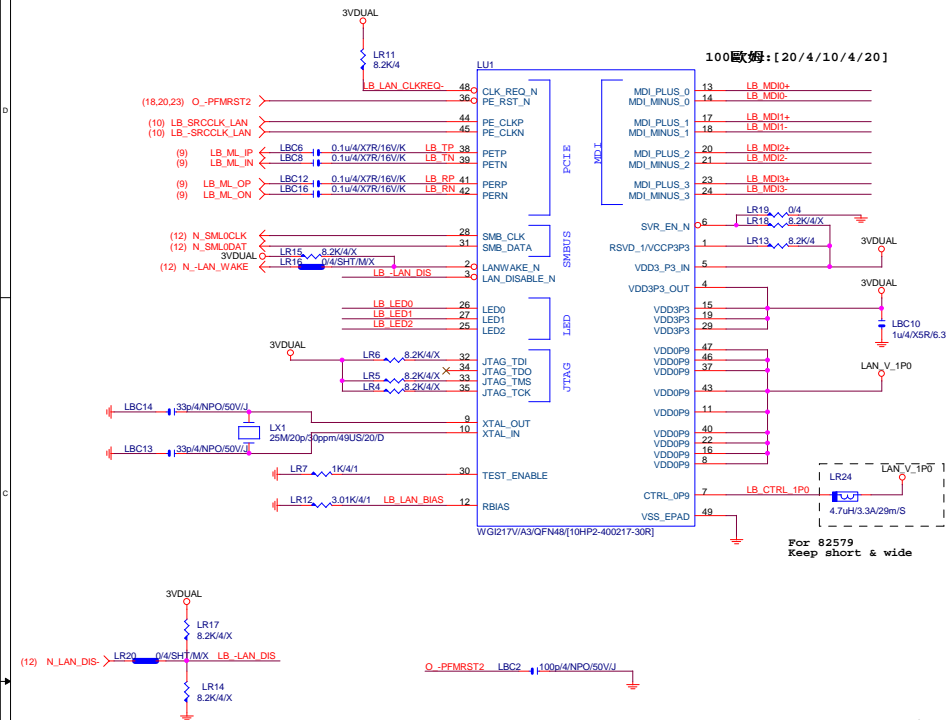 3VDUAL
LR11
8.2K/4
LU1
100歐姆:[20/4/10/4/20]
LB_LAN_CLKREQ-
48
CLK_REQ_N
(18,20,23) O_-PFMRST2
36
PE_RST_N
(10) LB_SRCCLK_LAN
44
PE_CLKP
(10) LB_-SRCCLK_LAN
45
PE_CLKN
(9) LB_ML_IP
LBC6
0.1u/4/X7R/16V/K
LB_TP
38
PETP
(9) LB_ML_IN
LBC8
0.1u/4/X7R/16V/K
LB_TN
39
PETN
(9) LB_ML_OP
LBC12
0.1u/4/X7R/16V/K
LB_RP
41
PERP
(9) LB_ML_ON
LBC16
0.1u/4/X7R/16V/K
LB_RN
42
PERN
PCIE
MDI
MDI_PLUS_0
13
LB_MDI0+
MDI_MINUS_0
14
LB_MDI0-
MDI_PLUS_1
17
LB_MDI1+
MDI_MINUS_1
18
LB_MDI1-
MDI_PLUS_2
20
LB_MDI2+
MDI_MINUS_2
21
LB_MDI2-
MDI_PLUS_3
23
LB_MDI3+
MDI_MINUS_3
24
LB_MDI3-
(12) N_SML0CLK
28
SMB_CLK
(12) N_SML0DAT
31
SMB_DATA
SMBUS
3VDUAL
LR15
8.2K/4/X
(12) N_-LAN_WAKE
LR16
0/4/SHT/M/X
2
LANWAKE_N
LB_-LAN_DIS
3
LAN_DISABLE_N
SVR_EN_N
6
LR19
0/4
LR18
8.2K/4/X
RSVD_1/VCCP3P3
1
LR13
8.2K/4
VDD3_P3_IN
5
3VDUAL
VDD3P3_OUT
4
3VDUAL
VDD3P3
15
VDD3P3
19
VDD3P3
29
LBC10
1u/4/X5R/6.3
LB_LED0
26
LED0
LB_LED1
27
LED1
LB_LED2
25
LED2
LED
3VDUAL
LR6
8.2K/4/X
32
JTAG_TDI
34
JTAG_TDO
LR5
8.2K/4/X
33
JTAG_TMS
LR4
8.2K/4/X
35
JTAG_TCK
JTAG
VDD0P9
47
VDD0P9
46
VDD0P9
37
LAN_V_1P0
VDD0P9
43
VDD0P9
11
VDD0P9
40
VDD0P9
22
VDD0P9
16
VDD0P9
8
LBC14
33p/4/NPO/50V/J
9
XTAL_OUT
10
XTAL_IN
LX1
25M/20p/30ppm/49US/20/D
LBC13
33p/4/NPO/50V/J
LR7
1K/4/1
30
TEST_ENABLE
LR12
3.01K/4/1
LB_LAN_BIAS
12
RBIAS
CTRL_0P9
7
LB_CTRL_1P0
LR24
LAN_V_1P0
4.7uH/3.3A/29m/S
VSS_EPAD
49
WGI217V/A3/QFN48/[10HP2-400217-30R]
For 82579
Keep short & wide
3VDUAL
LR17
8.2K/4/X
(12) N_LAN_DIS-
LR20
0/4/SHT/M/X
LB_-LAN_DIS
LR14
8.2K/4/X
O_-PFMRST2
LBC2
100p/4/NPO/50V/J
D
C